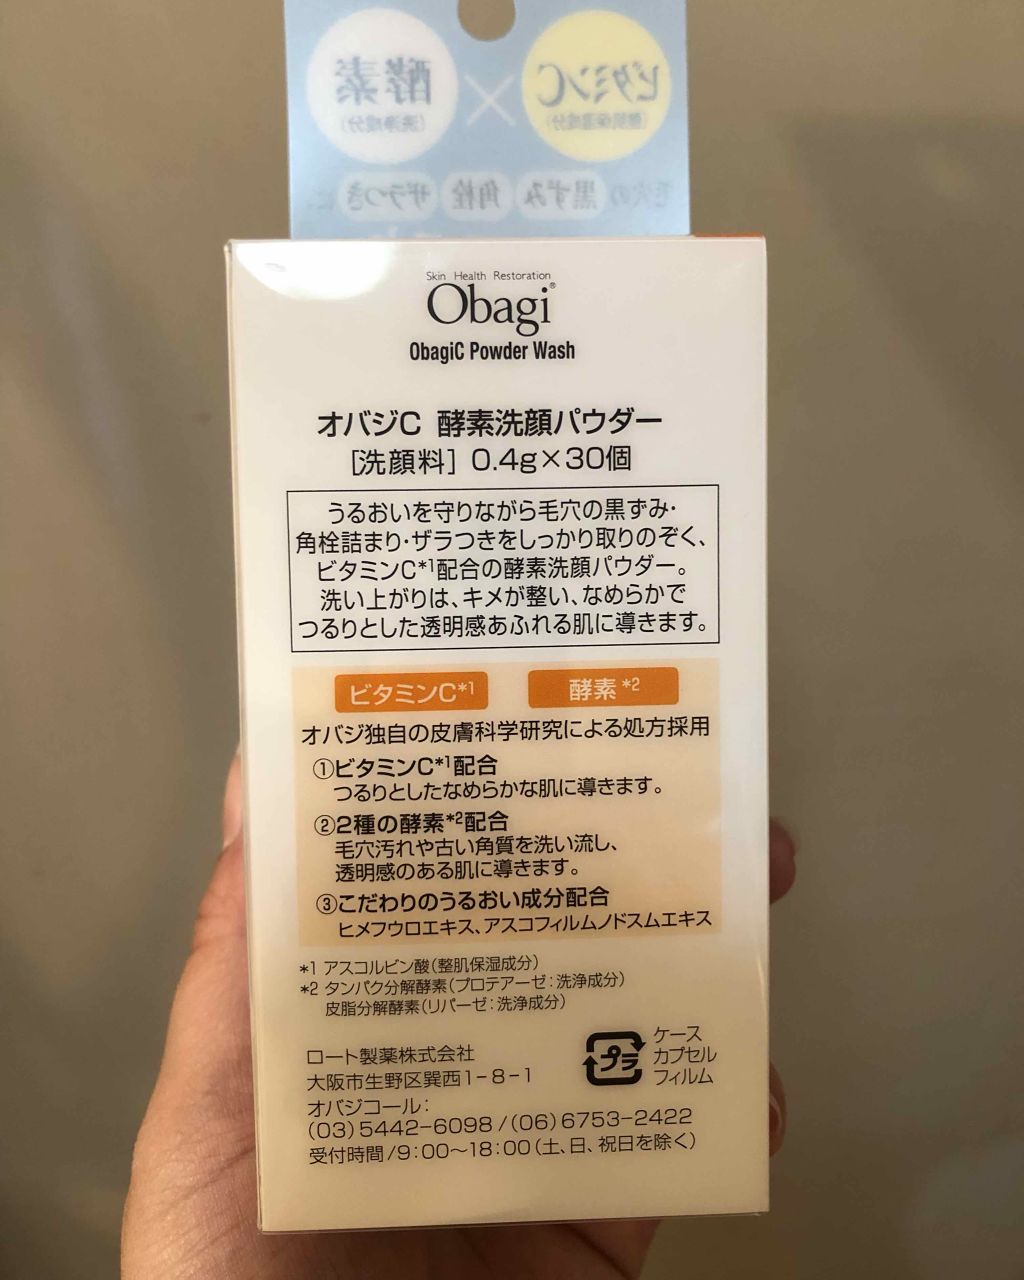 酵素
(洗浄成分)
×
ビタミンC
(整肌保湿成分)
毛穴の 黒ずみ 角栓 ザラつき に
Skin Health Restoration
Obagi®
ObagiC Powder Wash
オバジC 酵素洗顔パウダー
[洗顔料] 0.4g×30個
うるおいを守りながら毛穴の黒ずみ・
角栓詰まり・ザラつきをしっかり取りのぞく、
ビタミンC*1配合の酵素洗顔パウダー。
洗い上がりは、キメが整い、なめらかで
つるりとした透明感あふれる肌に導きます。
ビタミンC*1 酵素*2
オバジ独自の皮膚科学研究による処方採用
①ビタミンC*1配合
つるりとしたなめらかな肌に導きます。
②2種の酵素*2配合
毛穴汚れや古い角質を洗い流し、
透明感のある肌に導きます。
③こだわりのうるおい成分配合
ヒメフウロエキス、アスコフィルムノドスムエキス
*1 アスコルビン酸(整肌保湿成分)
*2 タンパク分解酵素(プロテアーゼ:洗浄成分)
皮脂分解酵素(リパーゼ:洗浄成分)
プラ
ケース
カプセル
フィルム
ロート製薬株式会社
大阪市生野区巽西1-8-1
オバジコール:
(03)5442-6098/(06)6753-2422
受付時間/9:00〜18:00(土、日、祝日を除く)